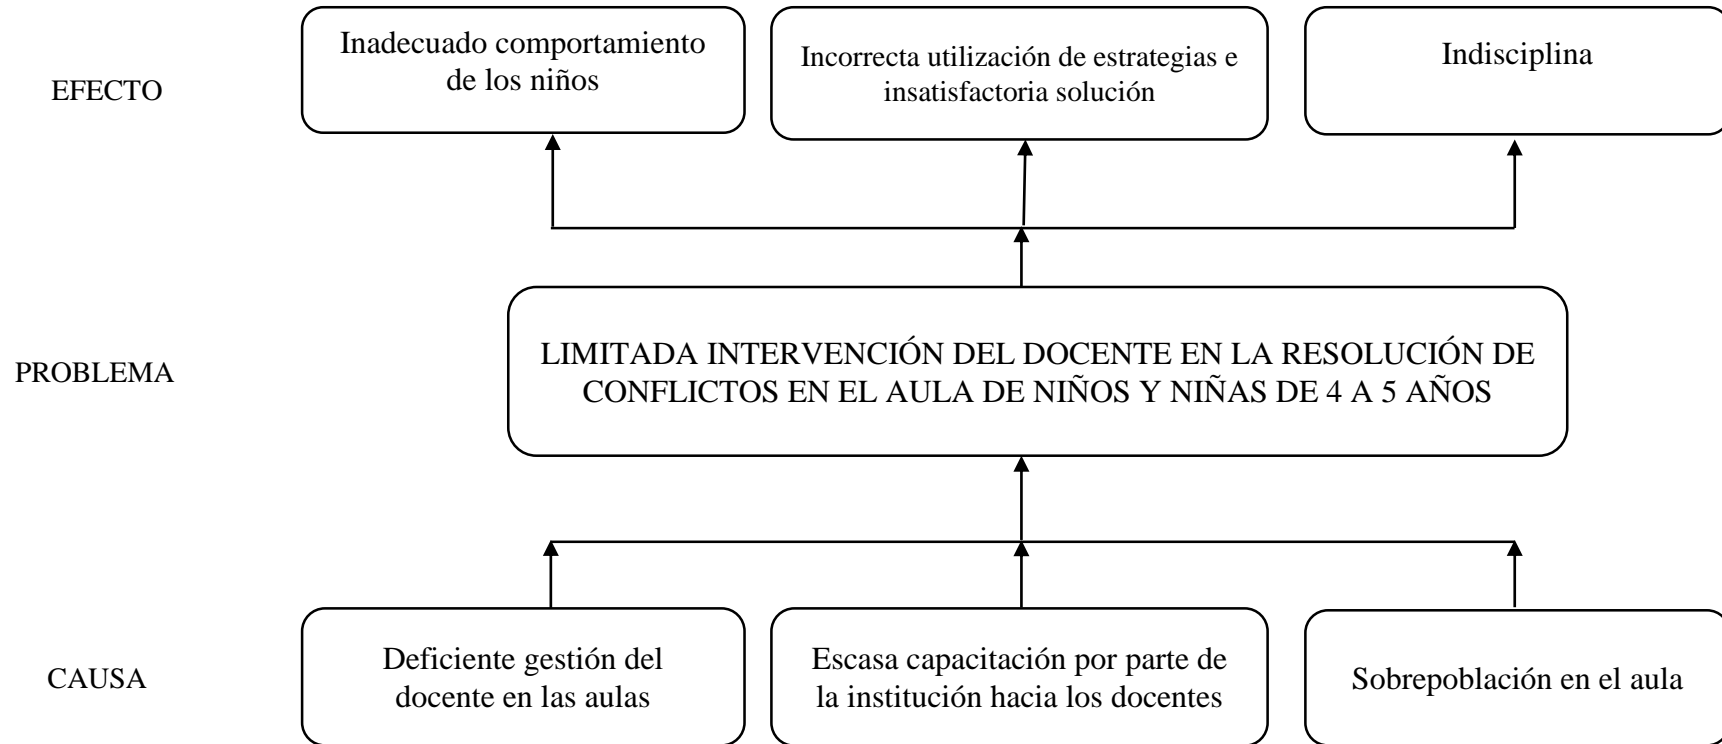 EFECTO
Inadecuado comportamiento
de los niños
Incorrecta utilización de estrategias e
insatisfactoria solución
Indisciplina
PROBLEMA
LIMITADA INTERVENCIÓN DEL DOCENTE EN LA RESOLUCIÓN DE
CONFLICTOS EN EL AULA DE NIÑOS Y NIÑAS DE 4 A 5 AÑOS
CAUSA
Deficiente gestión del
docente en las aulas
Escasa capacitación por parte de
la institución hacia los docentes
Sobrepoblación en el aula